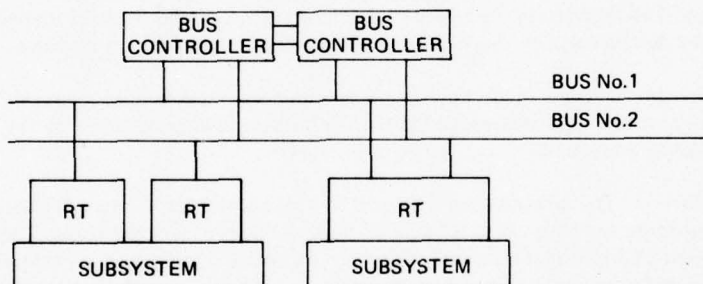 BUS
CONTROLLER
BUS
CONTROLLER
BUS No.1
BUS No.2
RT
RT
RT
SUBSYSTEM
SUBSYSTEM